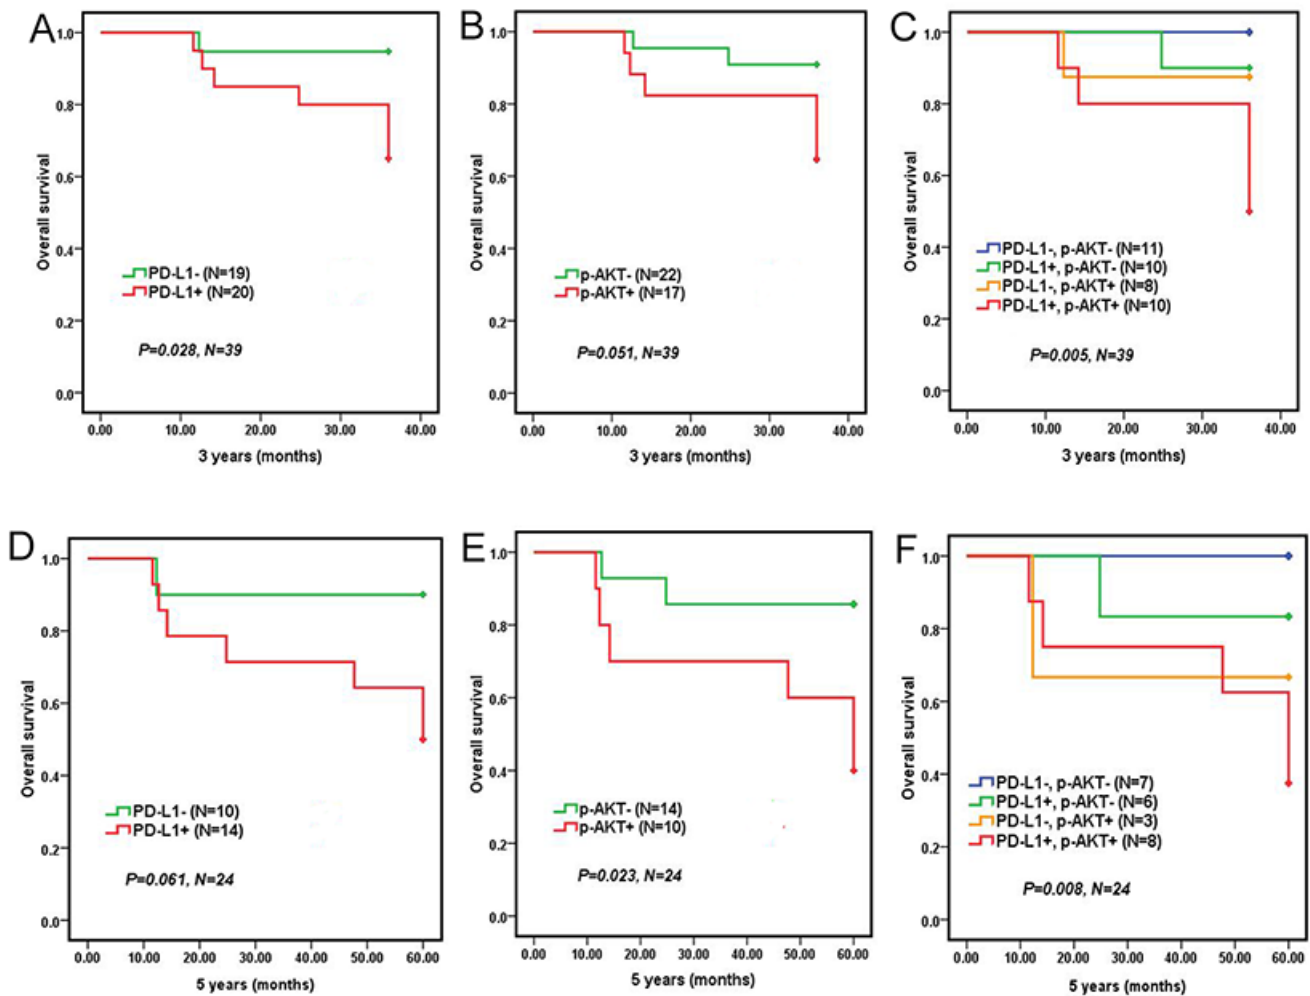 A
1.0
0.8
0.6
0.4
0.2
0.0
Overall survival
PD-L1- (N=19)
PD-L1+ (N=20)
P=0.028, N=39
0.00 10.00 20.00 30.00 40.00
3 years (months)
B
1.0
0.8
0.6
0.4
0.2
0.0
Overall survival
p-AKT- (N=22)
p-AKT+ (N=17)
P=0.051, N=39
0.00 10.00 20.00 30.00 40.00
3 years (months)
C
1.0
0.8
0.6
0.4
0.2
0.0
Overall survival
PD-L1-, p-AKT- (N=11)
PD-L1+, p-AKT- (N=10)
PD-L1-, p-AKT+ (N=8)
PD-L1+, p-AKT+ (N=10)
P=0.005, N=39
0.00 10.00 20.00 30.00 40.00
3 years (months)
D
1.0
0.8
0.6
0.4
0.2
0.0
Overall survival
PD-L1- (N=10)
PD-L1+ (N=14)
P=0.061, N=24
0.00 10.00 20.00 30.00 40.00 50.00 60.00
5 years (months)
E
1.0
0.8
0.6
0.4
0.2
0.0
Overall survival
p-AKT- (N=14)
p-AKT+ (N=10)
P=0.023, N=24
0.00 10.00 20.00 30.00 40.00 50.00 60.00
5 years (months)
F
1.0
0.8
0.6
0.4
0.2
0.0
Overall survival
PD-L1-, p-AKT- (N=7)
PD-L1+, p-AKT- (N=6)
PD-L1-, p-AKT+ (N=3)
PD-L1+, p-AKT+ (N=8)
P=0.008, N=24
0.00 10.00 20.00 30.00 40.00 50.00 60.00
5 years (months)